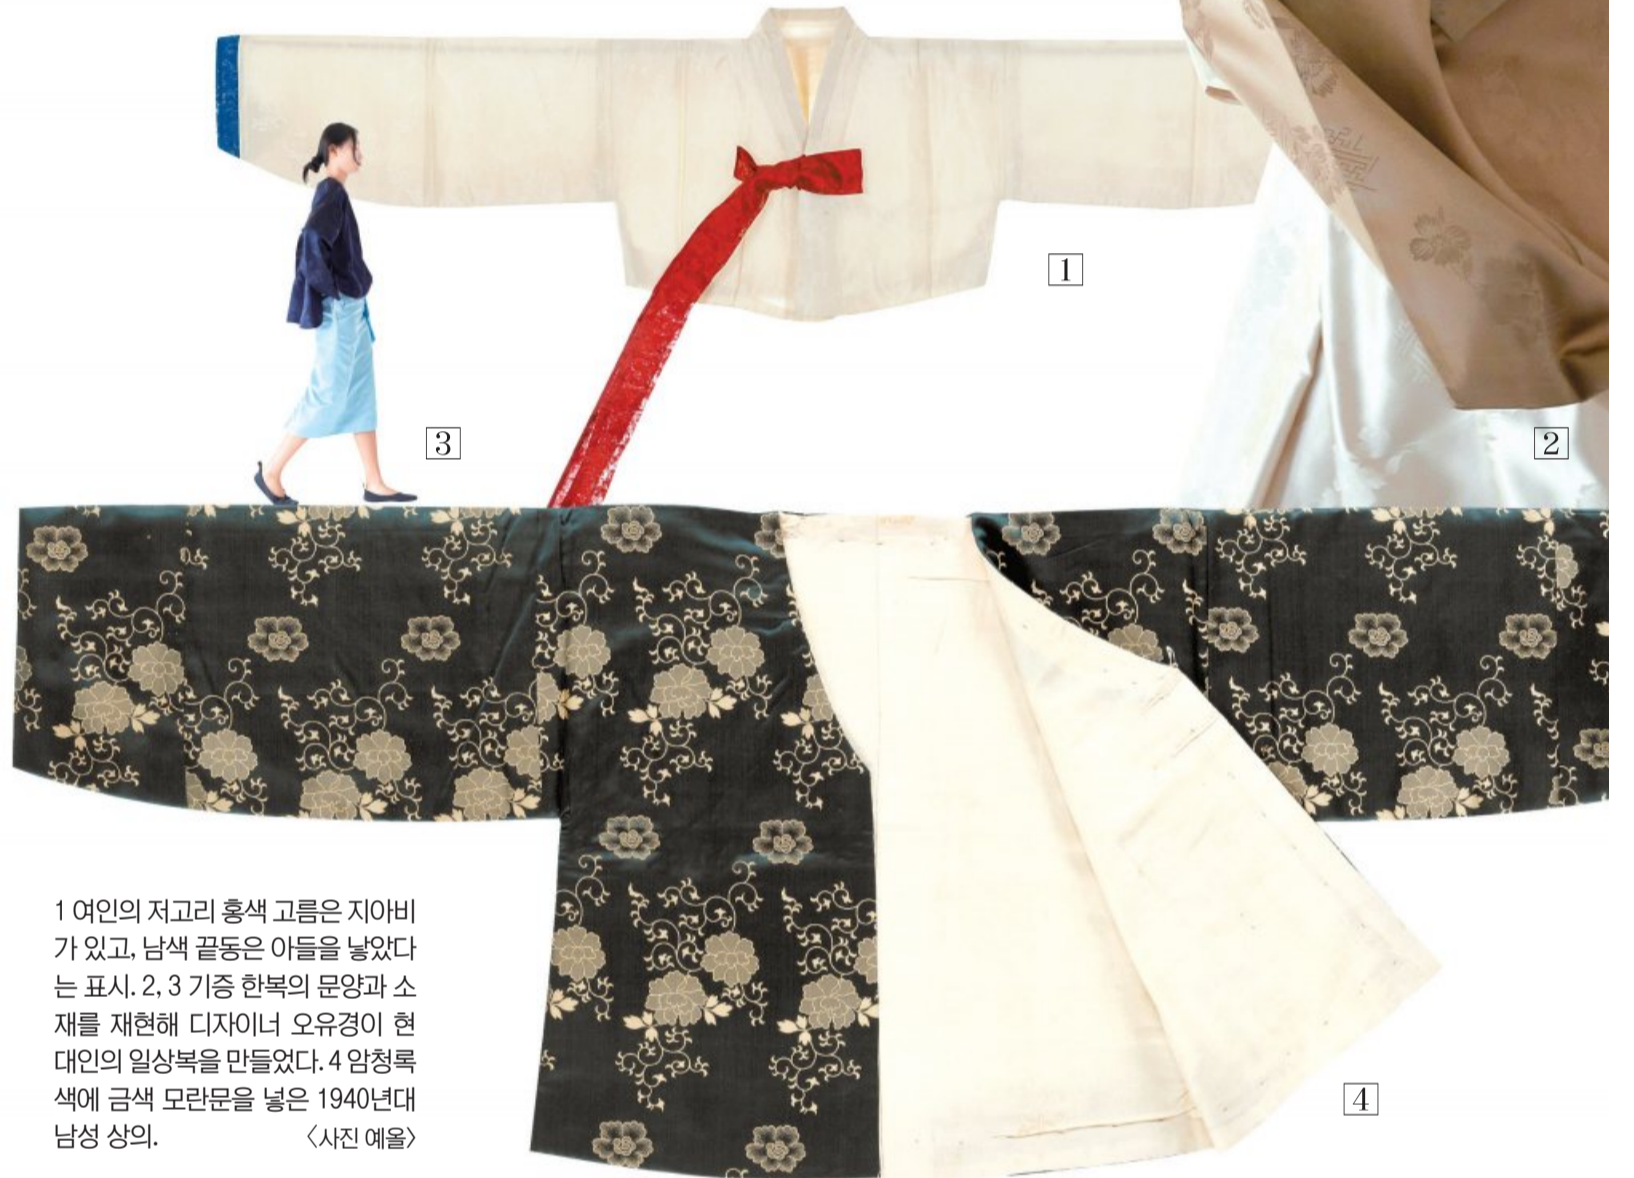 1
3
2
4
1 여인의 저고리 홍색 고름은 지아비
가 있고, 남색 끝동은 아들을 낳았다
는 표시. 2, 3 기증 한복의 문양과 소
재를 재현해 디자이너 오유경이 현
대인의 일상복을 만들었다. 4 암청록
색에 금색 모란문을 넣은 1940년대
남성 상의. 〈사진 예올〉